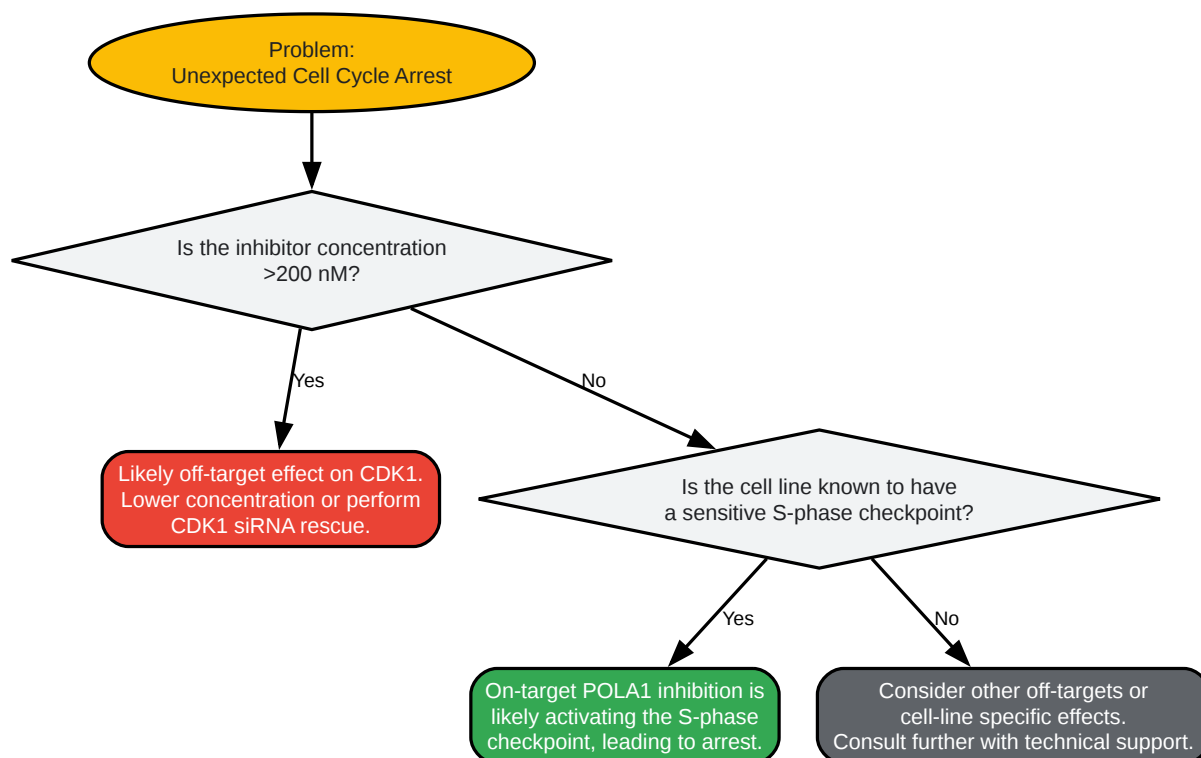 Problem:
Unexpected Cell Cycle Arrest
Is the inhibitor concentration
>200 nM?
Yes
No
Likely off-target effect on CDK1.
Lower concentration or perform
CDK1 siRNA rescue.
Is the cell line known to have
a sensitive S-phase checkpoint?
Yes
No
On-target POLA1 inhibition is
likely activating the S-phase
checkpoint, leading to arrest.
Consider other off-targets or
cell-line specific effects.
Consult further with technical support.